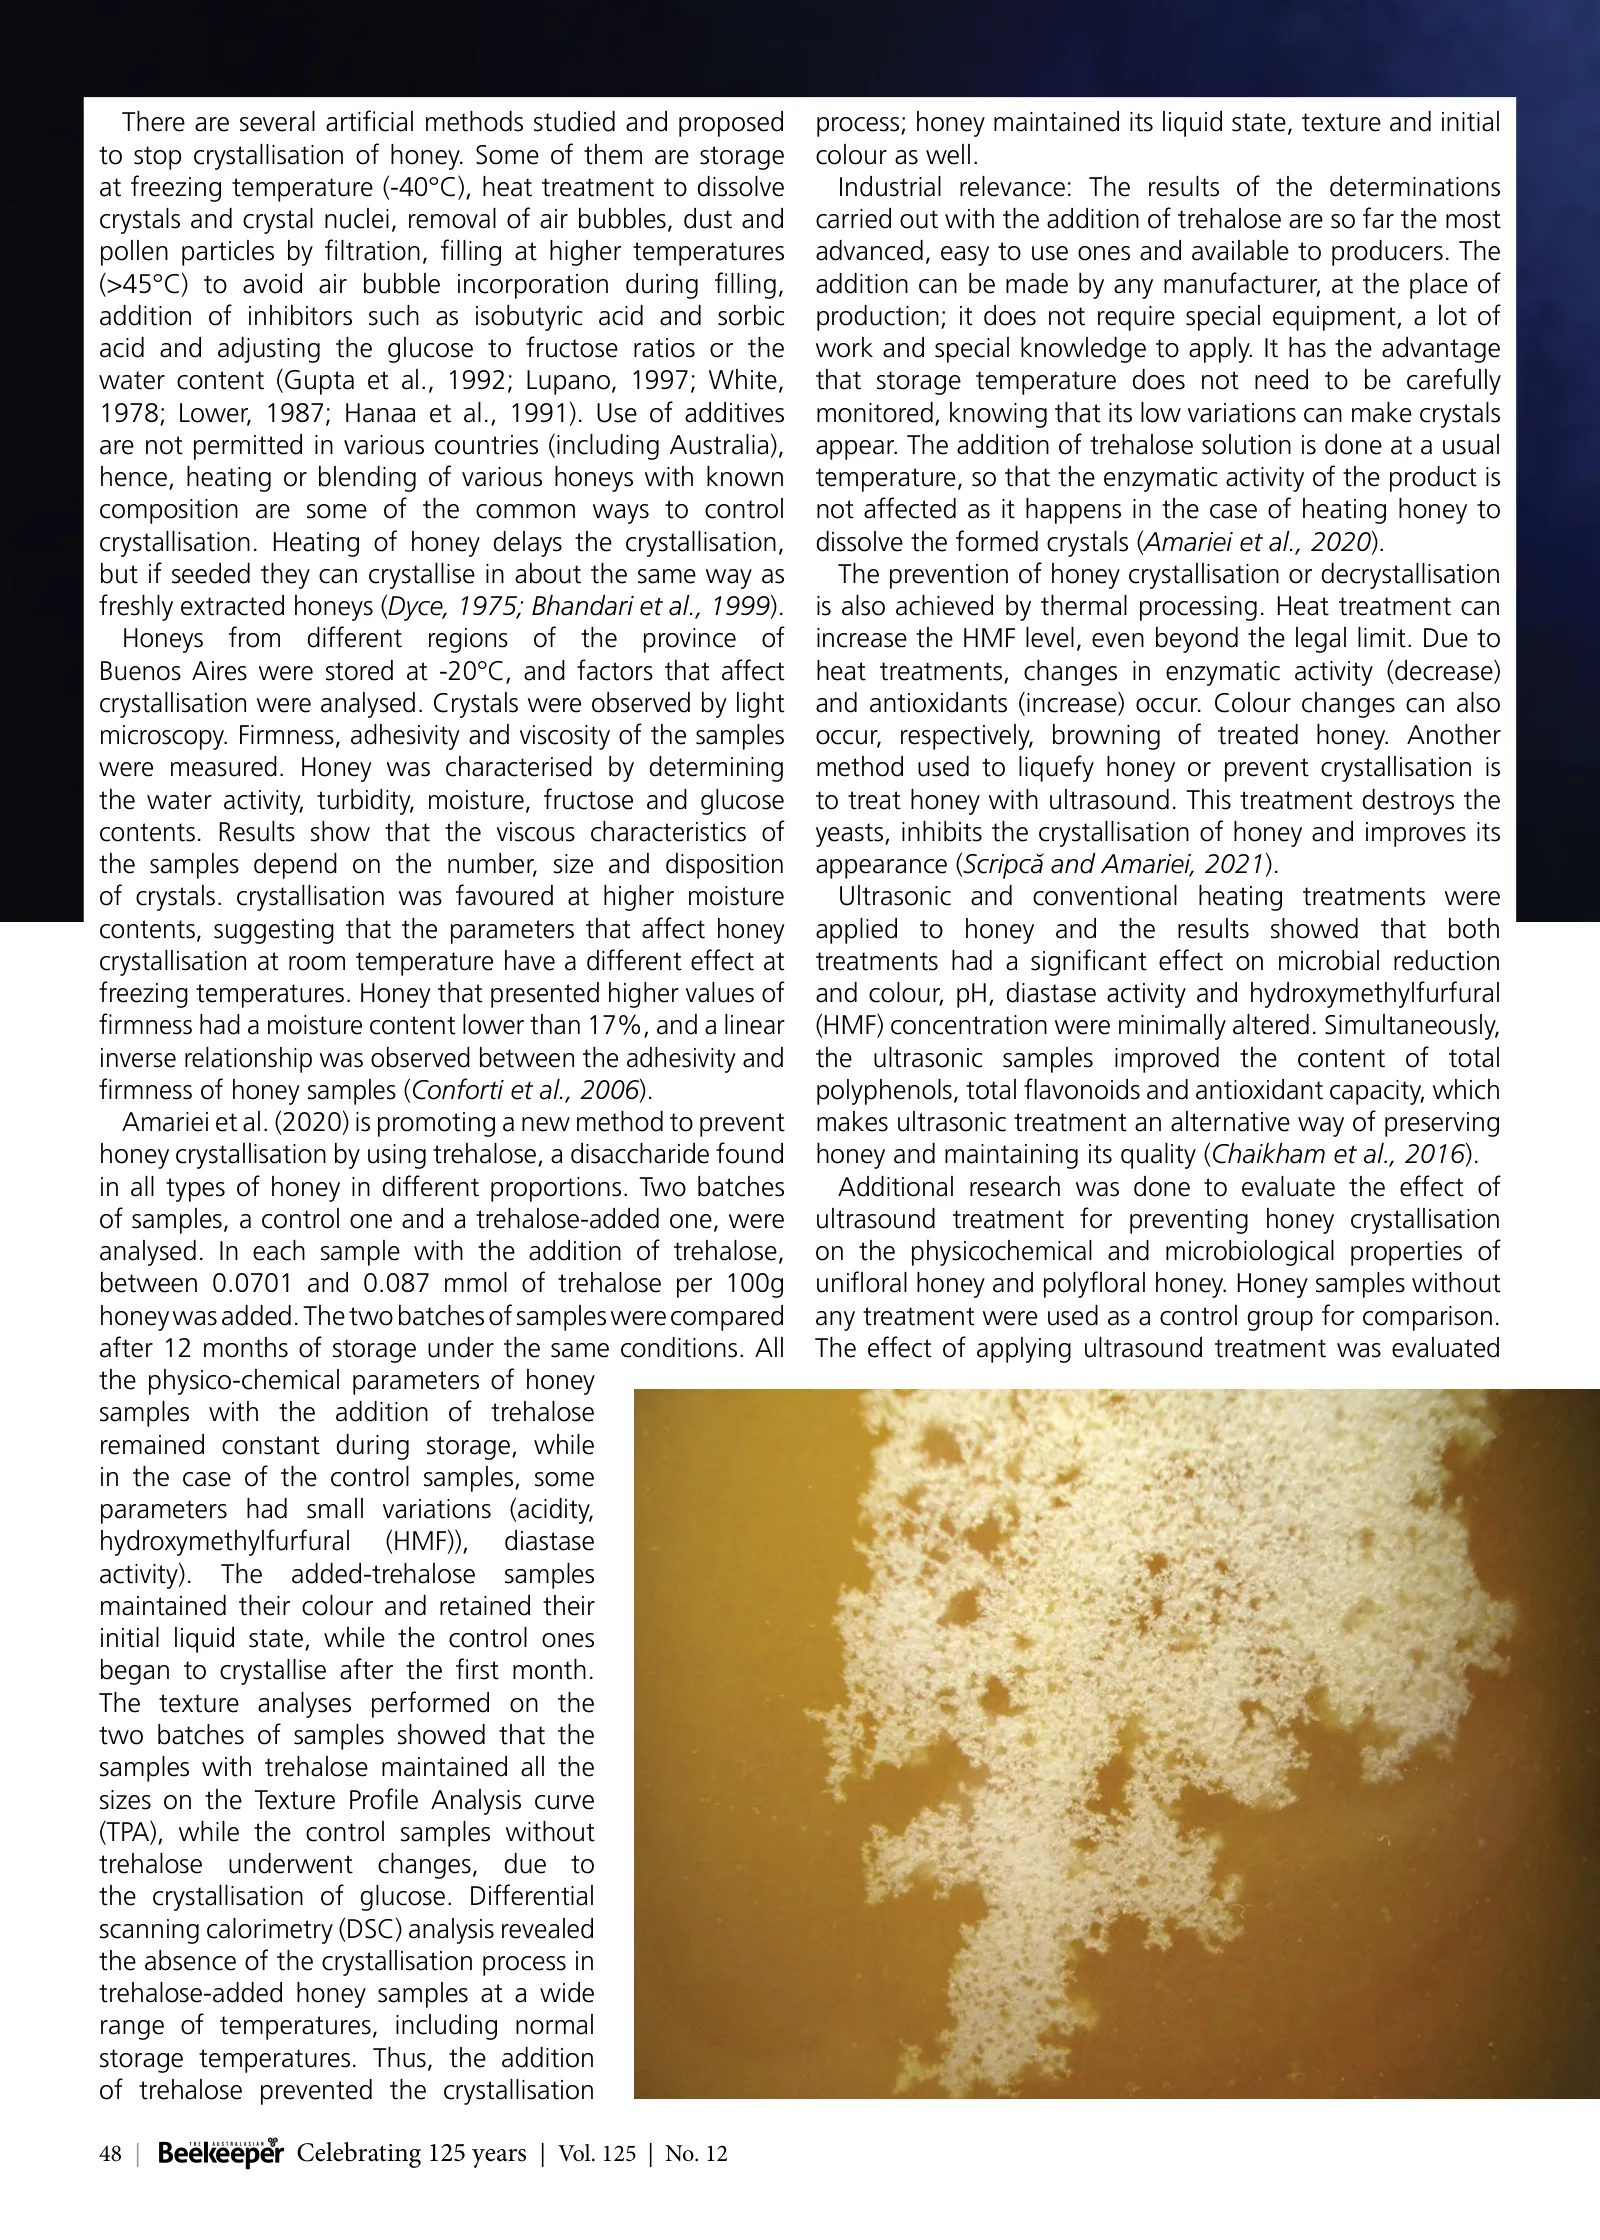 There are several artificial methods studied and proposed
to stop crystallisation of honey. Some of them are storage
at freezing temperature (-40°C), heat treatment to dissolve
crystals and crystal nuclei, removal of air bubbles, dust and
pollen particles by filtration, filling at higher temperatures
(>45°C) to avoid air bubble incorporation during filling,
addition of inhibitors such as isobutyric acid and sorbic
acid and adjusting the glucose to fructose ratios or the
water content (Gupta et al., 1992; Lupano, 1997; White,
1978; Lower, 1987; Hanaa et al., 1991). Use of additives
are not permitted in various countries (including Australia),
hence, heating or blending of various honeys with known
composition are some of the common ways to control
crystallisation. Heating of honey delays the crystallisation,
but if seeded they can crystallise in about the same way as
freshly extracted honeys (Dyce, 1975; Bhandari et al., 1999).
Honeys from different regions of the province of
Buenos Aires were stored at -20°C, and factors that affect
crystallisation were analysed. Crystals were observed by light
microscopy. Firmness, adhesivity and viscosity of the samples
were measured. Honey was characterised by determining
the water activity, turbidity, moisture, fructose and glucose
contents. Results show that the viscous characteristics of
the samples depend on the number, size and disposition
of crystals. crystallisation was favoured at higher moisture
contents, suggesting that the parameters that affect honey
crystallisation at room temperature have a different effect at
freezing temperatures. Honey that presented higher values of
firmness had a moisture content lower than 17%, and a linear
inverse relationship was observed between the adhesivity and
firmness of honey samples (Conforti et al., 2006).
Amariei et al. (2020) is promoting a new method to prevent
honey crystallisation by using trehalose, a disaccharide found
in all types of honey in different proportions. Two batches
of samples, a control one and a trehalose-added one, were
analysed. In each sample with the addition of trehalose,
between 0.0701 and 0.087 mmol of trehalose per 100g
honey was added. The two batches of samples were compared
after 12 months of storage under the same conditions. All
the physico-chemical parameters of honey
samples with the addition of trehalose
remained constant during storage, while
in the case of the control samples, some
parameters had small variations (acidity,
hydroxymethylfurfural (HMF)), diastase
activity). The added-trehalose samples
maintained their colour and retained their
initial liquid state, while the control ones
began to crystallise after the first month.
The texture analyses performed on the
two batches of samples showed that the
samples with trehalose maintained all the
sizes on the Texture Profile Analysis curve
(TPA), while the control samples without
trehalose underwent changes, due to
the crystallisation of glucose. Differential
scanning calorimetry (DSC) analysis revealed
the absence of the crystallisation process in
trehalose-added honey samples at a wide
range of temperatures, including normal
storage temperatures. Thus, the addition
of trehalose prevented the crystallisation
process; honey maintained its liquid state, texture and initial
colour as well.
Industrial relevance: The results of the determinations
carried out with the addition of trehalose are so far the most
advanced, easy to use ones and available to producers. The
addition can be made by any manufacturer, at the place of
production; it does not require special equipment, a lot of
work and special knowledge to apply. It has the advantage
that storage temperature does not need to be carefully
monitored, knowing that its low variations can make crystals
appear. The addition of trehalose solution is done at a usual
temperature, so that the enzymatic activity of the product is
not affected as it happens in the case of heating honey to
dissolve the formed crystals (Amariei et al., 2020).
The prevention of honey crystallisation or decrystallisation
is also achieved by thermal processing. Heat treatment can
increase the HMF level, even beyond the legal limit. Due to
heat treatments, changes in enzymatic activity (decrease)
and antioxidants (increase) occur. Colour changes can also
occur, respectively, browning of treated honey. Another
method used to liquefy honey or prevent crystallisation is
to treat honey with ultrasound. This treatment destroys the
yeasts, inhibits the crystallisation of honey and improves its
appearance (Scripcă and Amariei, 2021).
Ultrasonic and conventional heating treatments were
applied to honey and the results showed that both
treatments had a significant effect on microbial reduction
and colour, pH, diastase activity and hydroxymethylfurfural
(HMF) concentration were minimally altered. Simultaneously,
the ultrasonic samples improved the content of total
polyphenols, total flavonoids and antioxidant capacity, which
makes ultrasonic treatment an alternative way of preserving
honey and maintaining its quality (Chaikham et al., 2016).
Additional research was done to evaluate the effect of
ultrasound treatment for preventing honey crystallisation
on the physicochemical and microbiological properties of
unifloral honey and polyfloral honey. Honey samples without
any treatment were used as a control group for comparison.
The effect of applying ultrasound treatment was evaluated
48 | THE AUSTRALASIAN Beekeeper Celebrating 125 years | Vol. 125 | No. 12